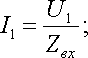 I₁ = U₁ / Zвх ;